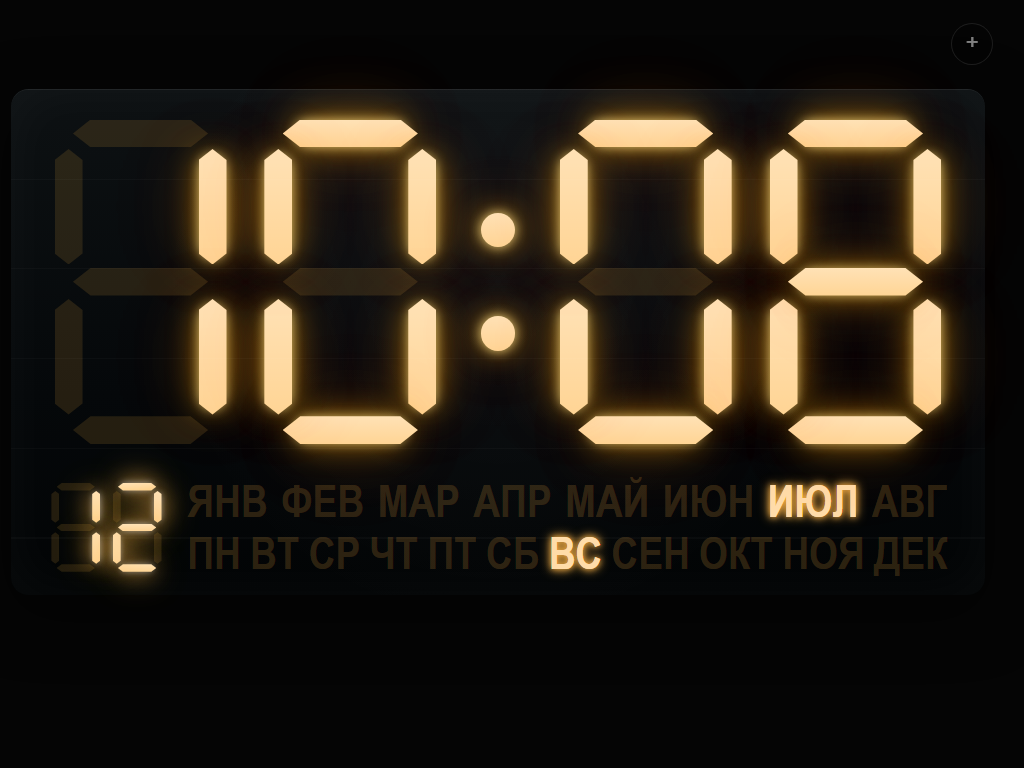 +
10:08
12 ЯНВ ФЕВ МАР АПР МАЙ ИЮН ИЮЛ АВГ
ПН ВТ СР ЧТ ПТ СБ ВС СЕН ОКТ НОЯ ДЕК